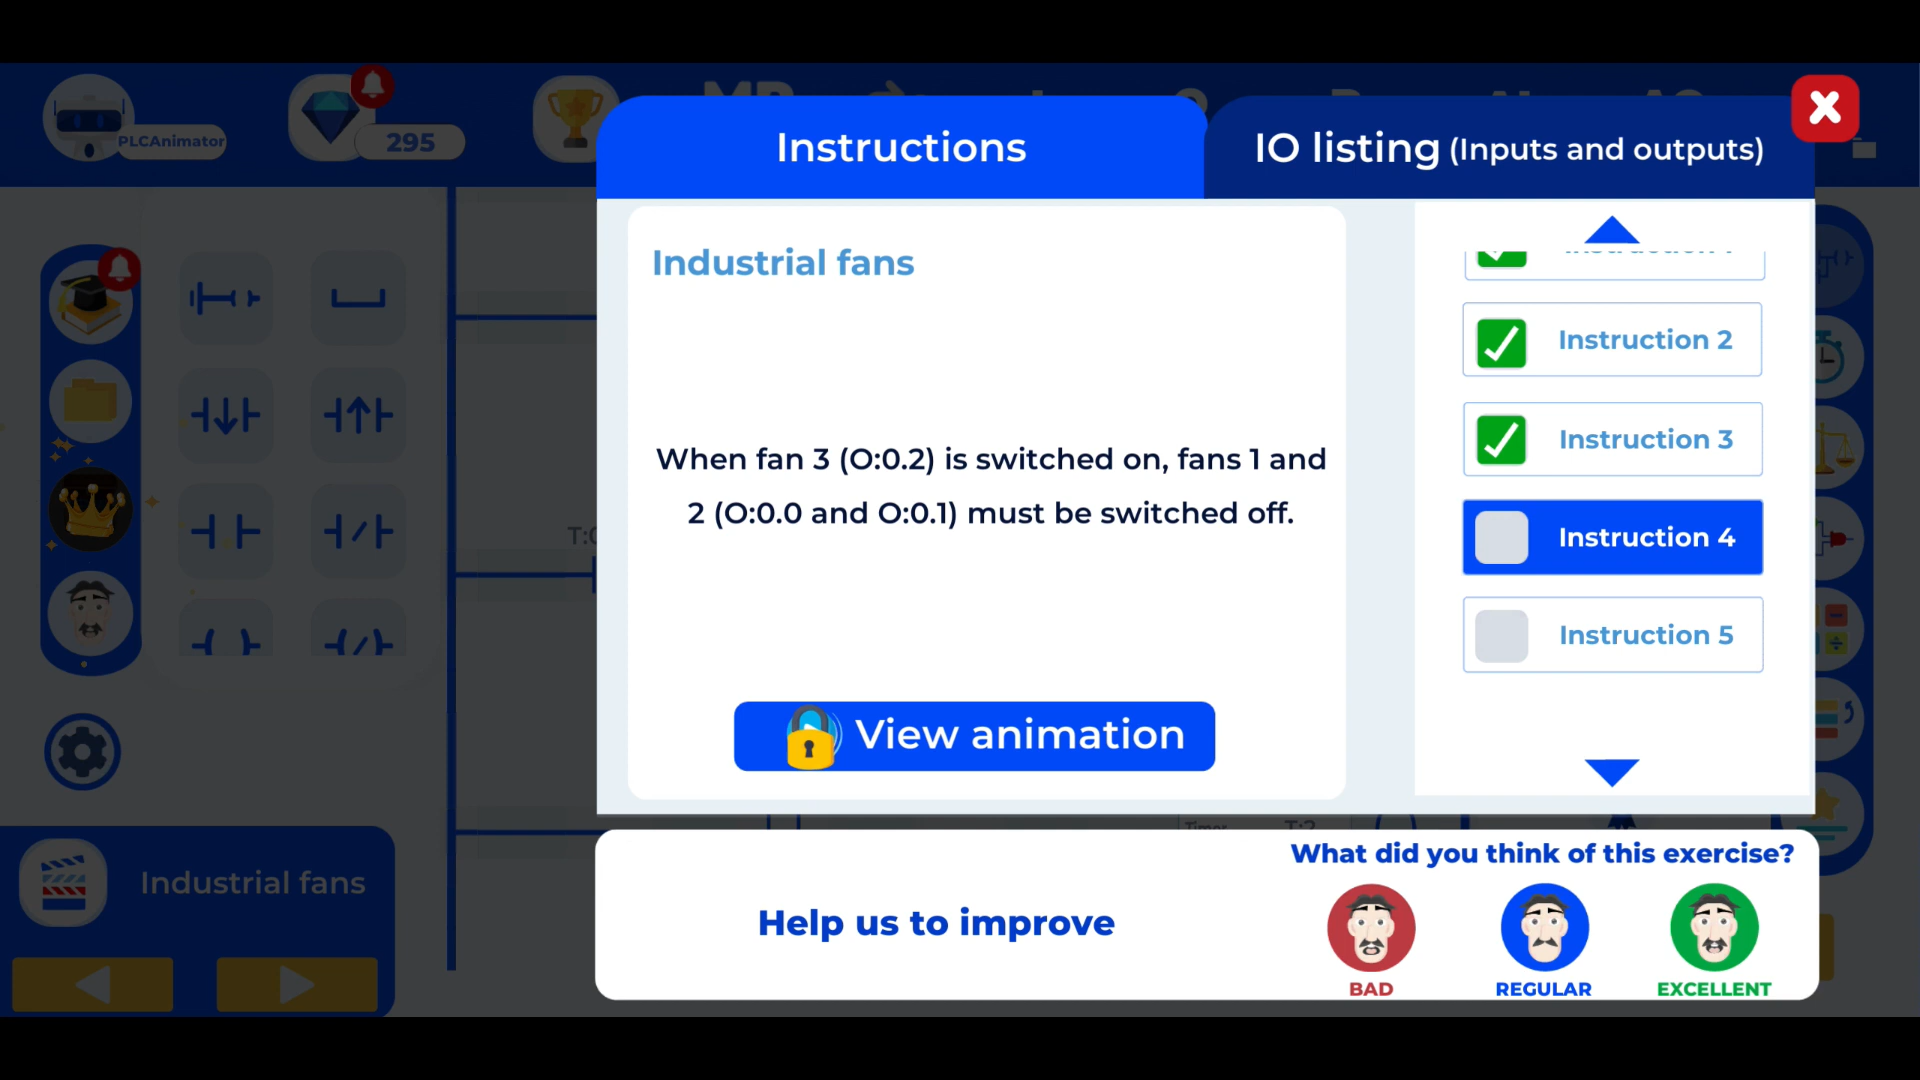 PLCAnimator
295
Instructions
IO listing (Inputs and outputs)
Industrial fans
When fan 3 (O:0.2) is switched on, fans 1 and
2 (O:0.0 and O:0.1) must be switched off.
View animation
Instruction 2
Instruction 3
Instruction 4
Instruction 5
Industrial fans
Timer T:2
What did you think of this exercise?
Help us to improve
BAD
REGULAR
EXCELLENT